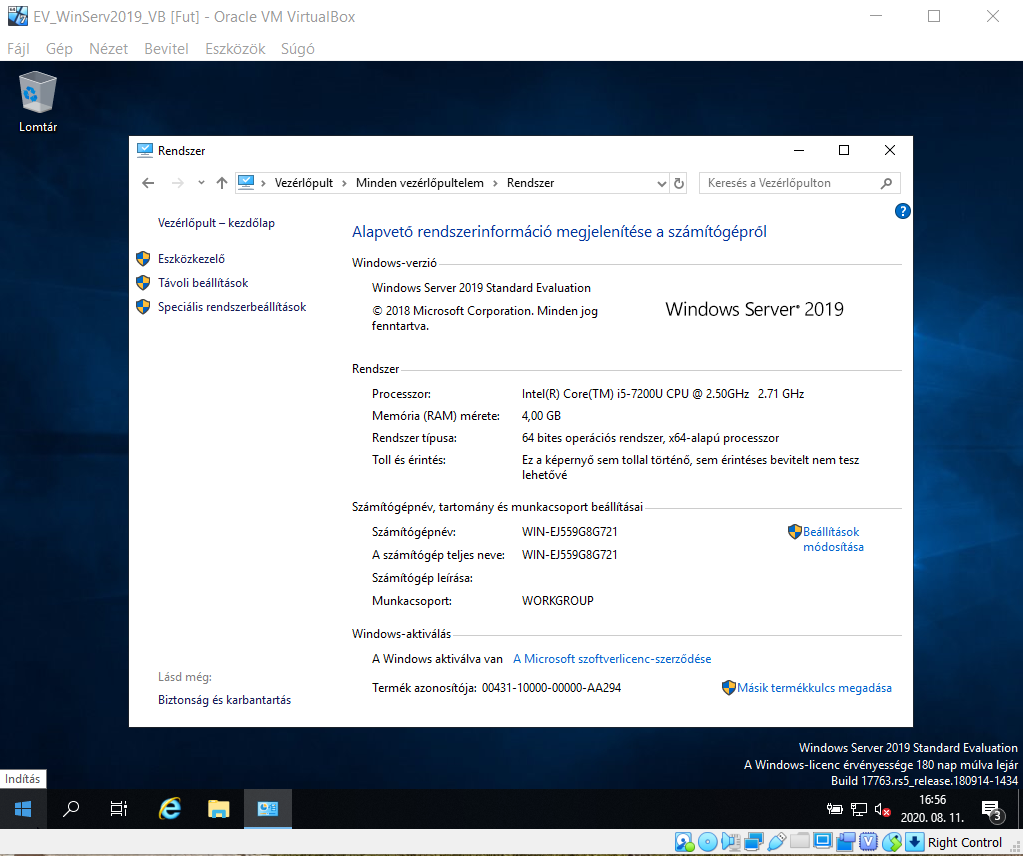 EV_WinServ2019_VB [Fut] - Oracle VM VirtualBox
Fájl Gép Nézet Bevitel Eszközök Súgó
Lomtár
Rendszer
Vezérlőpult > Minden vezérlőpultelem > Rendszer
Keresés a Vezérlőpulton
Vezérlőpult – kezdőlap
Eszközkezelő
Távoli beállítások
Speciális rendszerbeállítások
Alapvető rendszerinformáció megjelenítése a számítógépről
Windows-verzió
Windows Server 2019 Standard Evaluation
© 2018 Microsoft Corporation. Minden jog
fenntartva.
Windows Server® 2019
Rendszer
Processzor: Intel(R) Core(TM) i5-7200U CPU @ 2.50GHz 2.71 GHz
Memória (RAM) mérete: 4,00 GB
Rendszer típusa: 64 bites operációs rendszer, x64-alapú processzor
Toll és érintés: Ez a képernyő sem tollal történő, sem érintéses bevitelt nem tesz
lehetővé
Számítógépnév, tartomány és munkacsoport beállításai
Számítógépnév: WIN-EJ559G8G721
Beállítások
módosítása
A számítógép teljes neve: WIN-EJ559G8G721
Számítógép leírása:
Munkacsoport: WORKGROUP
Windows-aktiválás
A Windows aktiválva van A Microsoft szoftverlicenc-szerződése
Termék azonosítója: 00431-10000-00000-AA294
Másik termékkulcs megadása
Lásd még:
Biztonság és karbantartás
Windows Server 2019 Standard Evaluation
A Windows-licenc érvényessége 180 nap múlva lejár
Build 17763.rs5_release.180914-1434
Indítás
16:56
2020. 08. 11.
3
Right Control